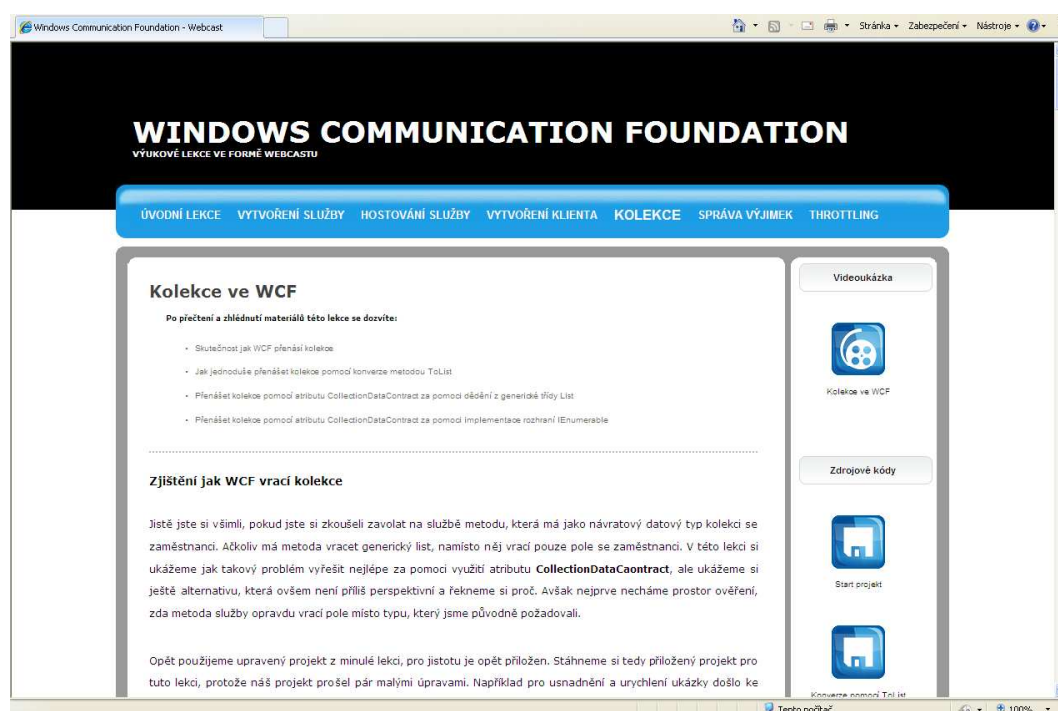 Windows Communication Foundation - Webcast
Stránka Zabezpečení Nástroje
WINDOWS COMMUNICATION FOUNDATION
VÝUKOVÉ LEKCE VE FORMĚ WEBCASTU
ÚVODNÍ LEKCE VYTVOŘENÍ SLUŽBY HOSTOVÁNÍ SLUŽBY VYTVOŘENÍ KLIENTA KOLEKCE SPRÁVA VÝJIMEK THROTTLING
Kolekce ve WCF
Po přečtení a zhlédnutí materiálů této lekce se dozvíte:
• Skutečnost jak WCF přenásí kolekce
• Jak jednoduše přenášet kolekce pomocí konverze metodou ToList
• Přenášet kolekce pomocí atributu CollectionDataContract za pomoci dědění z generické třídy List
• Přenášet kolekce pomocí atributu CollectionDataContract za pomoci implementace rozhraní IEnumerable
Zjištění jak WCF vrací kolekce
Jistě jste si všimli, pokud jste si zkoušeli zavolat na službě metodu, která má jako návratový datový typ kolekci se
zaměstnanci. Ačkoliv má metoda vracet generický list, namísto něj vrací pouze pole se zaměstnanci. V této lekci si
ukážeme jak takový problém vyřešit nejlépe za pomoci využití atributu CollectionDataCaontract, ale ukážeme si
ještě alternativu, která ovšem není příliš perspektivní a řekneme si proč. Avšak nejprve necháme prostor ověření,
zda metoda služby opravdu vrací pole místo typu, který jsme původně požadovali.
Opět použijeme upravený projekt z minulé lekci, pro jistotu je opět přiložen. Stáhneme si tedy přiložený projekt pro
tuto lekci, protože náš projekt prošel pár malými úpravami. Například pro usnadnění a urychlení ukázky došlo ke
Videoukázka
Kolekce ve WCF
Zdrojové kódy
Start projekt
Konverze pomocí ToList
Tento počítač
100%